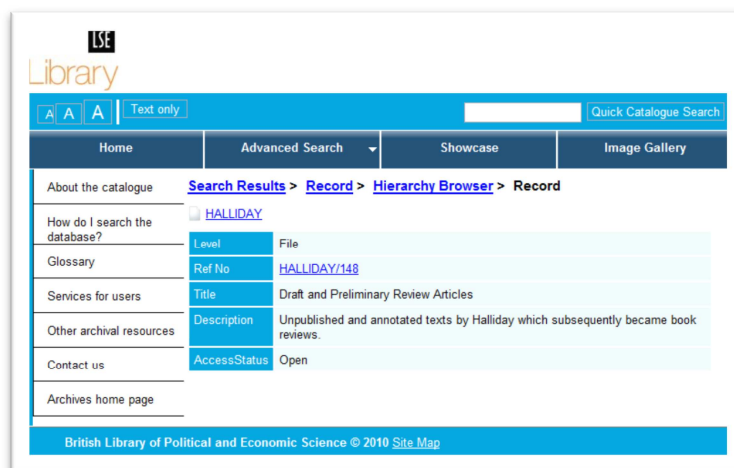 LSE
Library
A A A Text only Quick Catalogue Search
Home Advanced Search Showcase Image Gallery
About the catalogue
How do I search the
database?
Glossary
Services for users
Other archival resources
Contact us
Archives home page
Search Results > Record > Hierarchy Browser > Record
HALLIDAY
Level File
Ref No HALLIDAY/148
Title Draft and Preliminary Review Articles
Description Unpublished and annotated texts by Halliday which subsequently became book
reviews.
AccessStatus Open
British Library of Political and Economic Science © 2010 Site Map